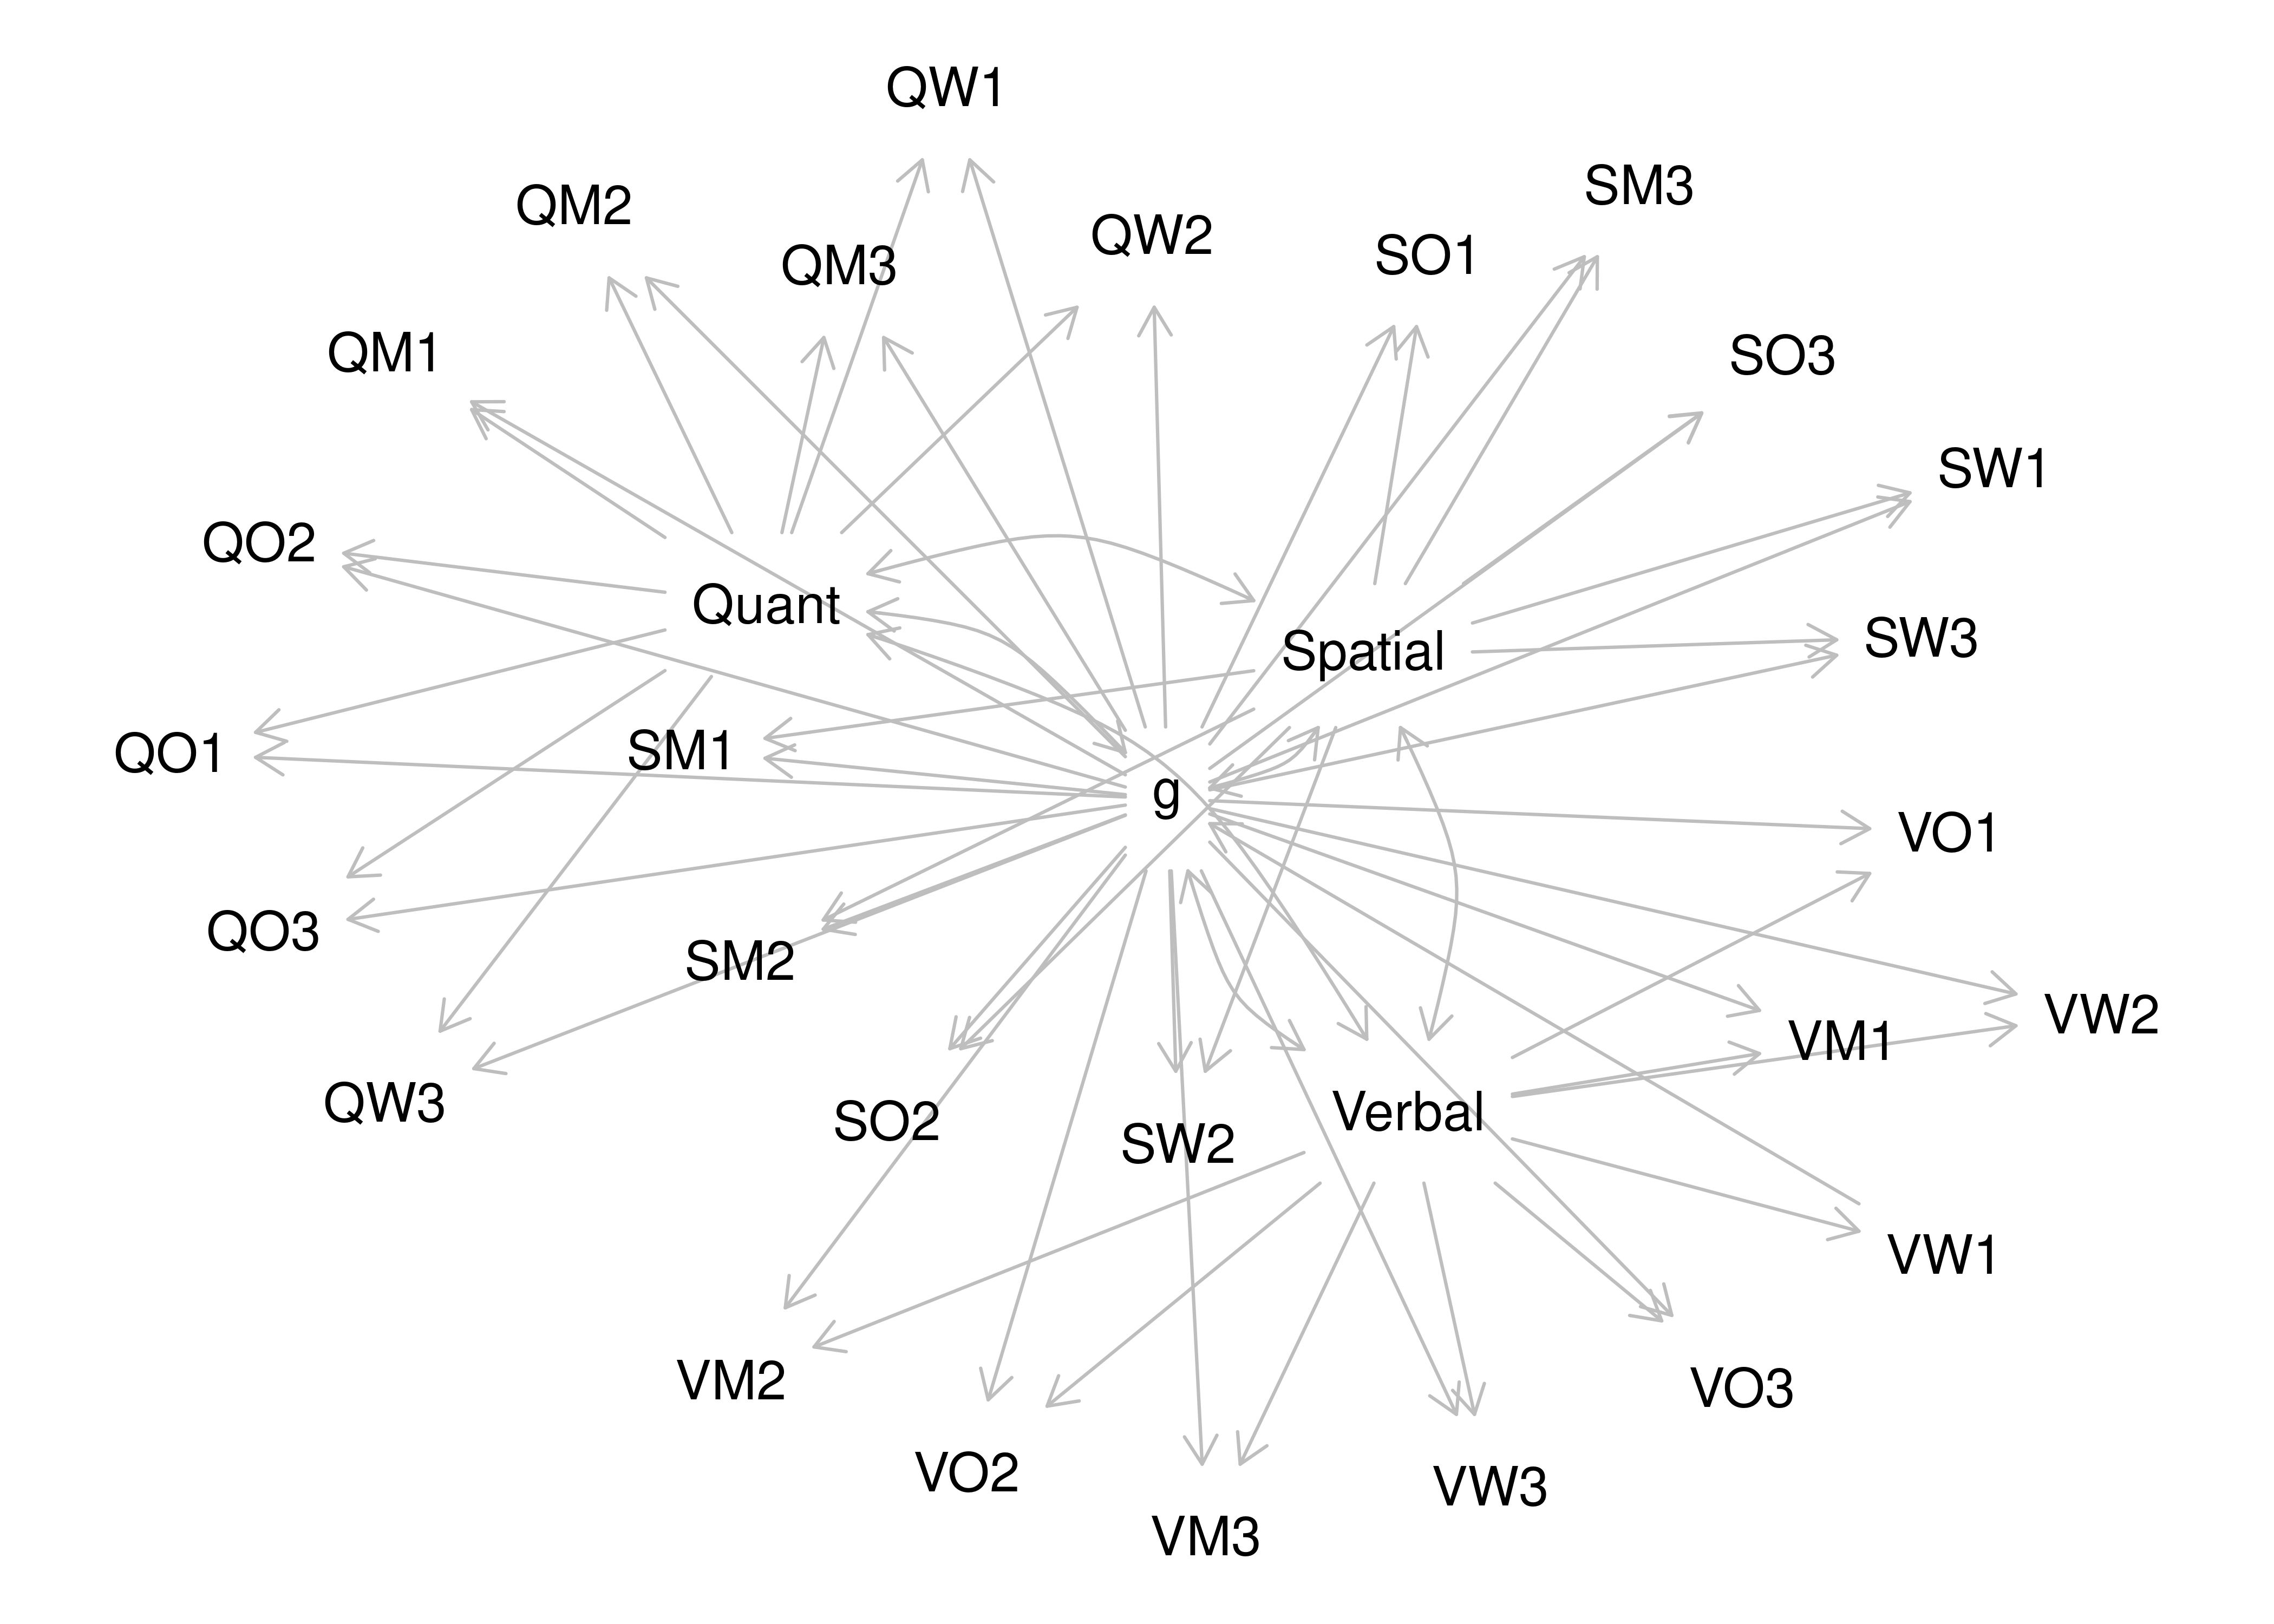 QW1
SM3
QM2
QW2
SO1
QM3
QM1
SO3
SW1
QO2
Quant
SW3
Spatial
SM1
QO1
g
VO1
QO3
SM2
VW2
VM1
QW3
Verbal
SO2
SW2
VW1
VM2
VO3
VO2
VW3
VM3